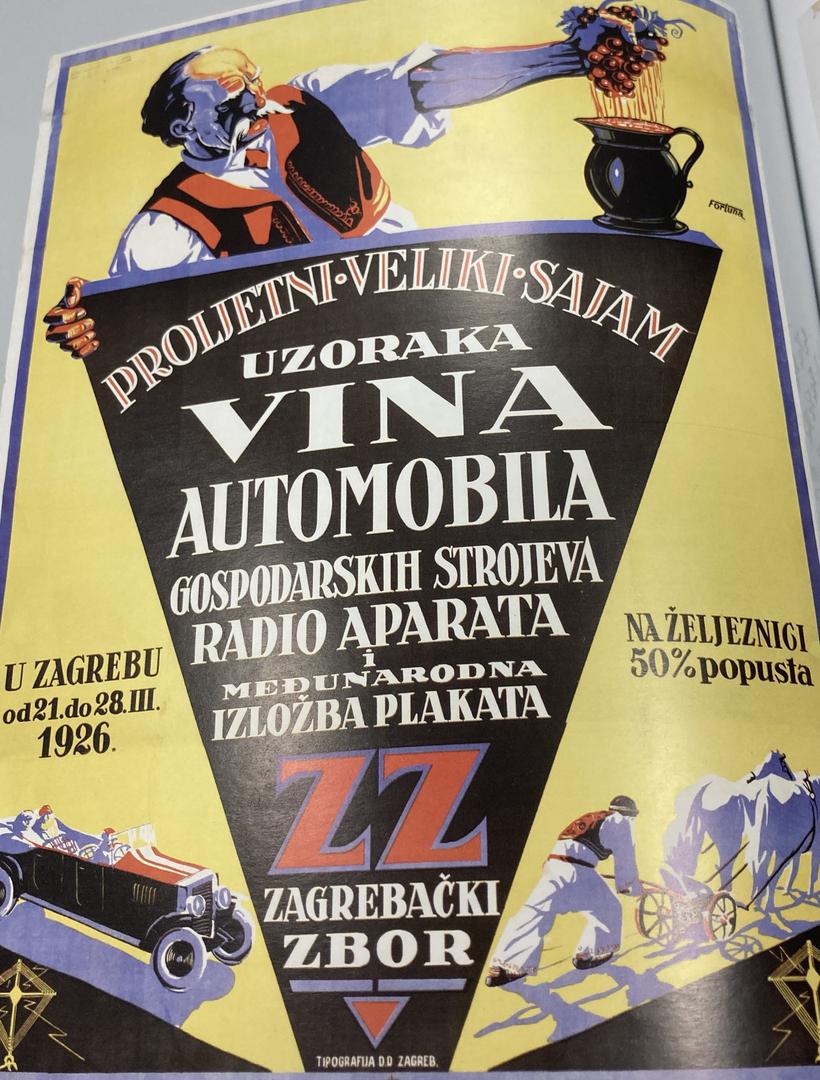 Fortuna
PROLJETNI·VELIKI·SAJAM
UZORAKA
VINA
AUTOMOBILA
GOSPODARSKIH STROJEVA
RADIO APARATA
i
MEĐUNARODNA
IZLOŽBA PLAKATA
U ZAGREBU
od 21. do 28. III.
1926.
NA ŽELJEZNICI
50% popusta
ZZ
ZAGREBAČKI
ZBOR
TIPOGRAFIJA D.D ZAGREB.